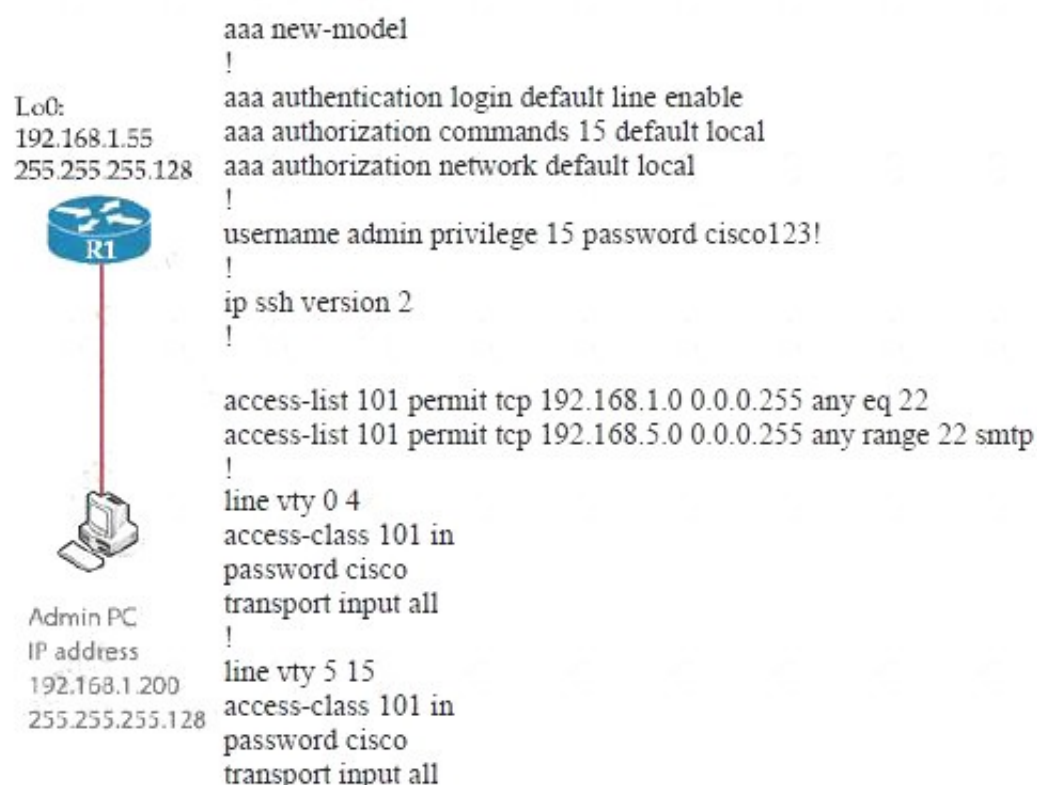 aaa new-model
!
aaa authentication login default line enable
aaa authorization commands 15 default local
aaa authorization network default local
!
username admin privilege 15 password cisco123!
!
ip ssh version 2
!
access-list 101 permit tcp 192.168.1.0 0.0.0.255 any eq 22
access-list 101 permit tcp 192.168.5.0 0.0.0.255 any range 22 smtp
!
line vty 0 4
access-class 101 in
password cisco
transport input all
!
line vty 5 15
access-class 101 in
password cisco
transport input all
Lo0:
192.168.1.55
255.255.255.128
R1
Admin PC
IP address
192.168.1.200
255.255.255.128